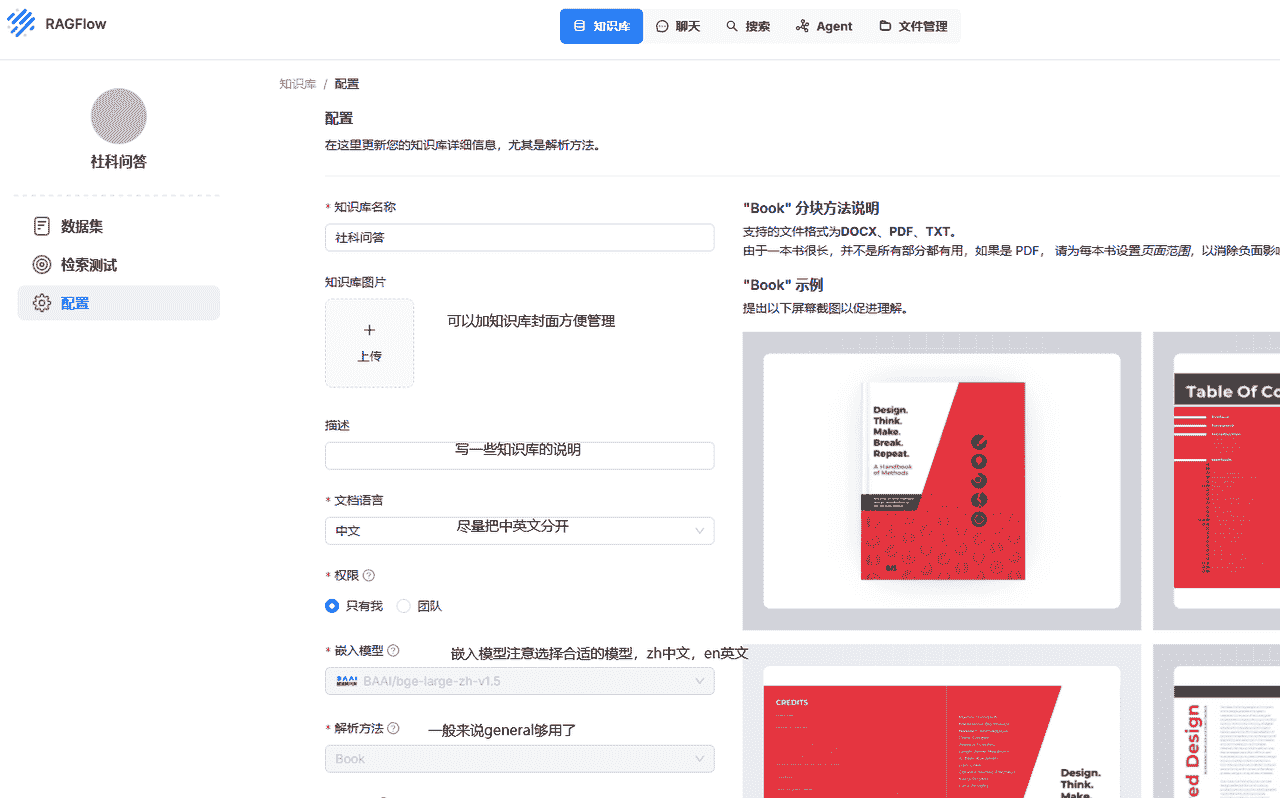 RAGFlow
知识库
聊天
搜索
Agent
文件管理
知识库 / 配置
社科问答
数据集
检索测试
配置
配置
在这里更新您的知识库详细信息，尤其是解析方法。
* 知识库名称
社科问答
知识库图片
+
上传
可以加知识库封面方便管理
描述
写一些知识库的说明
* 文档语言
中文
尽量把中英文分开
* 权限
只有我
团队
* 嵌入模型
嵌入模型注意选择合适的模型，zh中文，en英文
BAAI
BAAI/bge-large-zh-v1.5
* 解析方法
一般来说general够用了
Book
"Book" 分块方法说明
支持的文件格式为DOCX、PDF、TXT。
由于一本书很长，并不是所有部分都有用，如果是 PDF， 请为每本书设置页面范围，以消除负面影
"Book" 示例
提出以下屏幕截图以促进理解。
Design.
Think.
Make.
Break.
Repeat.
A Handbook
of Methods
BIS
Table Of Co
CREDITS
Design.
Think.
Make.
ed Design